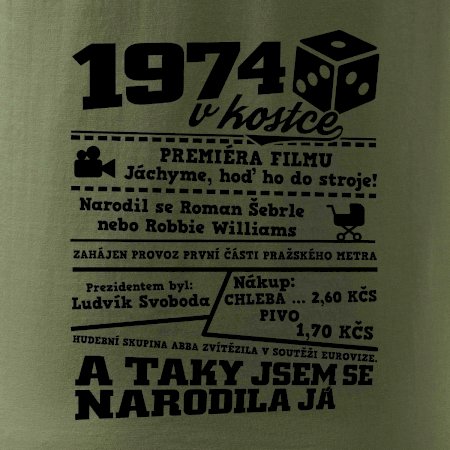 1974
v kostce
PREMIÉRA FILMU
Jáchyme, hoď ho do stroje!
Narodil se Roman Šebrle
nebo Robbie Williams
ZAHÁJEN PROVOZ PRVNÍ ČÁSTI PRAŽSKÉHO METRA
Prezidentem byl:
Ludvík Svoboda
Nákup:
CHLEBA ... 2,60 KČS
PIVO
1,70 KČS
HUDEBNÍ SKUPINA ABBA ZVÍTĚZILA V SOUTĚŽI EUROVIZE.
A TAKY JSEM SE
NARODILA JÁ